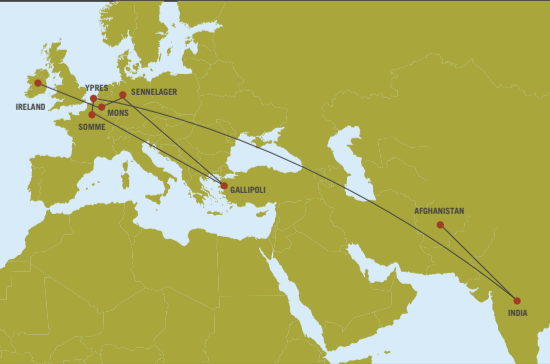 YPRES
SENNELAGER
IRELAND
MONS
SOMME
GALLIPOLI
AFGHANISTAN
INDIA